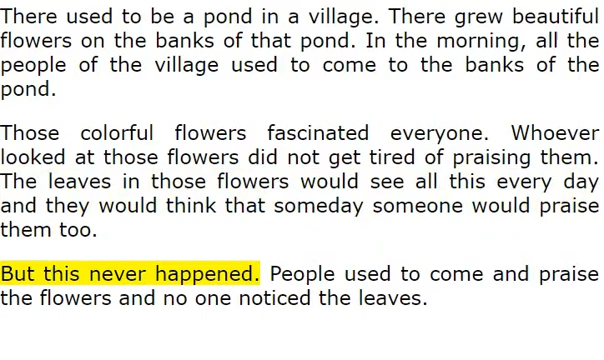 There used to be a pond in a village. There grew beautiful
flowers on the banks of that pond. In the morning, all the
people of the village used to come to the banks of the
pond.
Those colorful flowers fascinated everyone. Whoever
looked at those flowers did not get tired of praising them.
The leaves in those flowers would see all this every day
and they would think that someday someone would praise
them too.
But this never happened. People used to come and praise
the flowers and no one noticed the leaves.